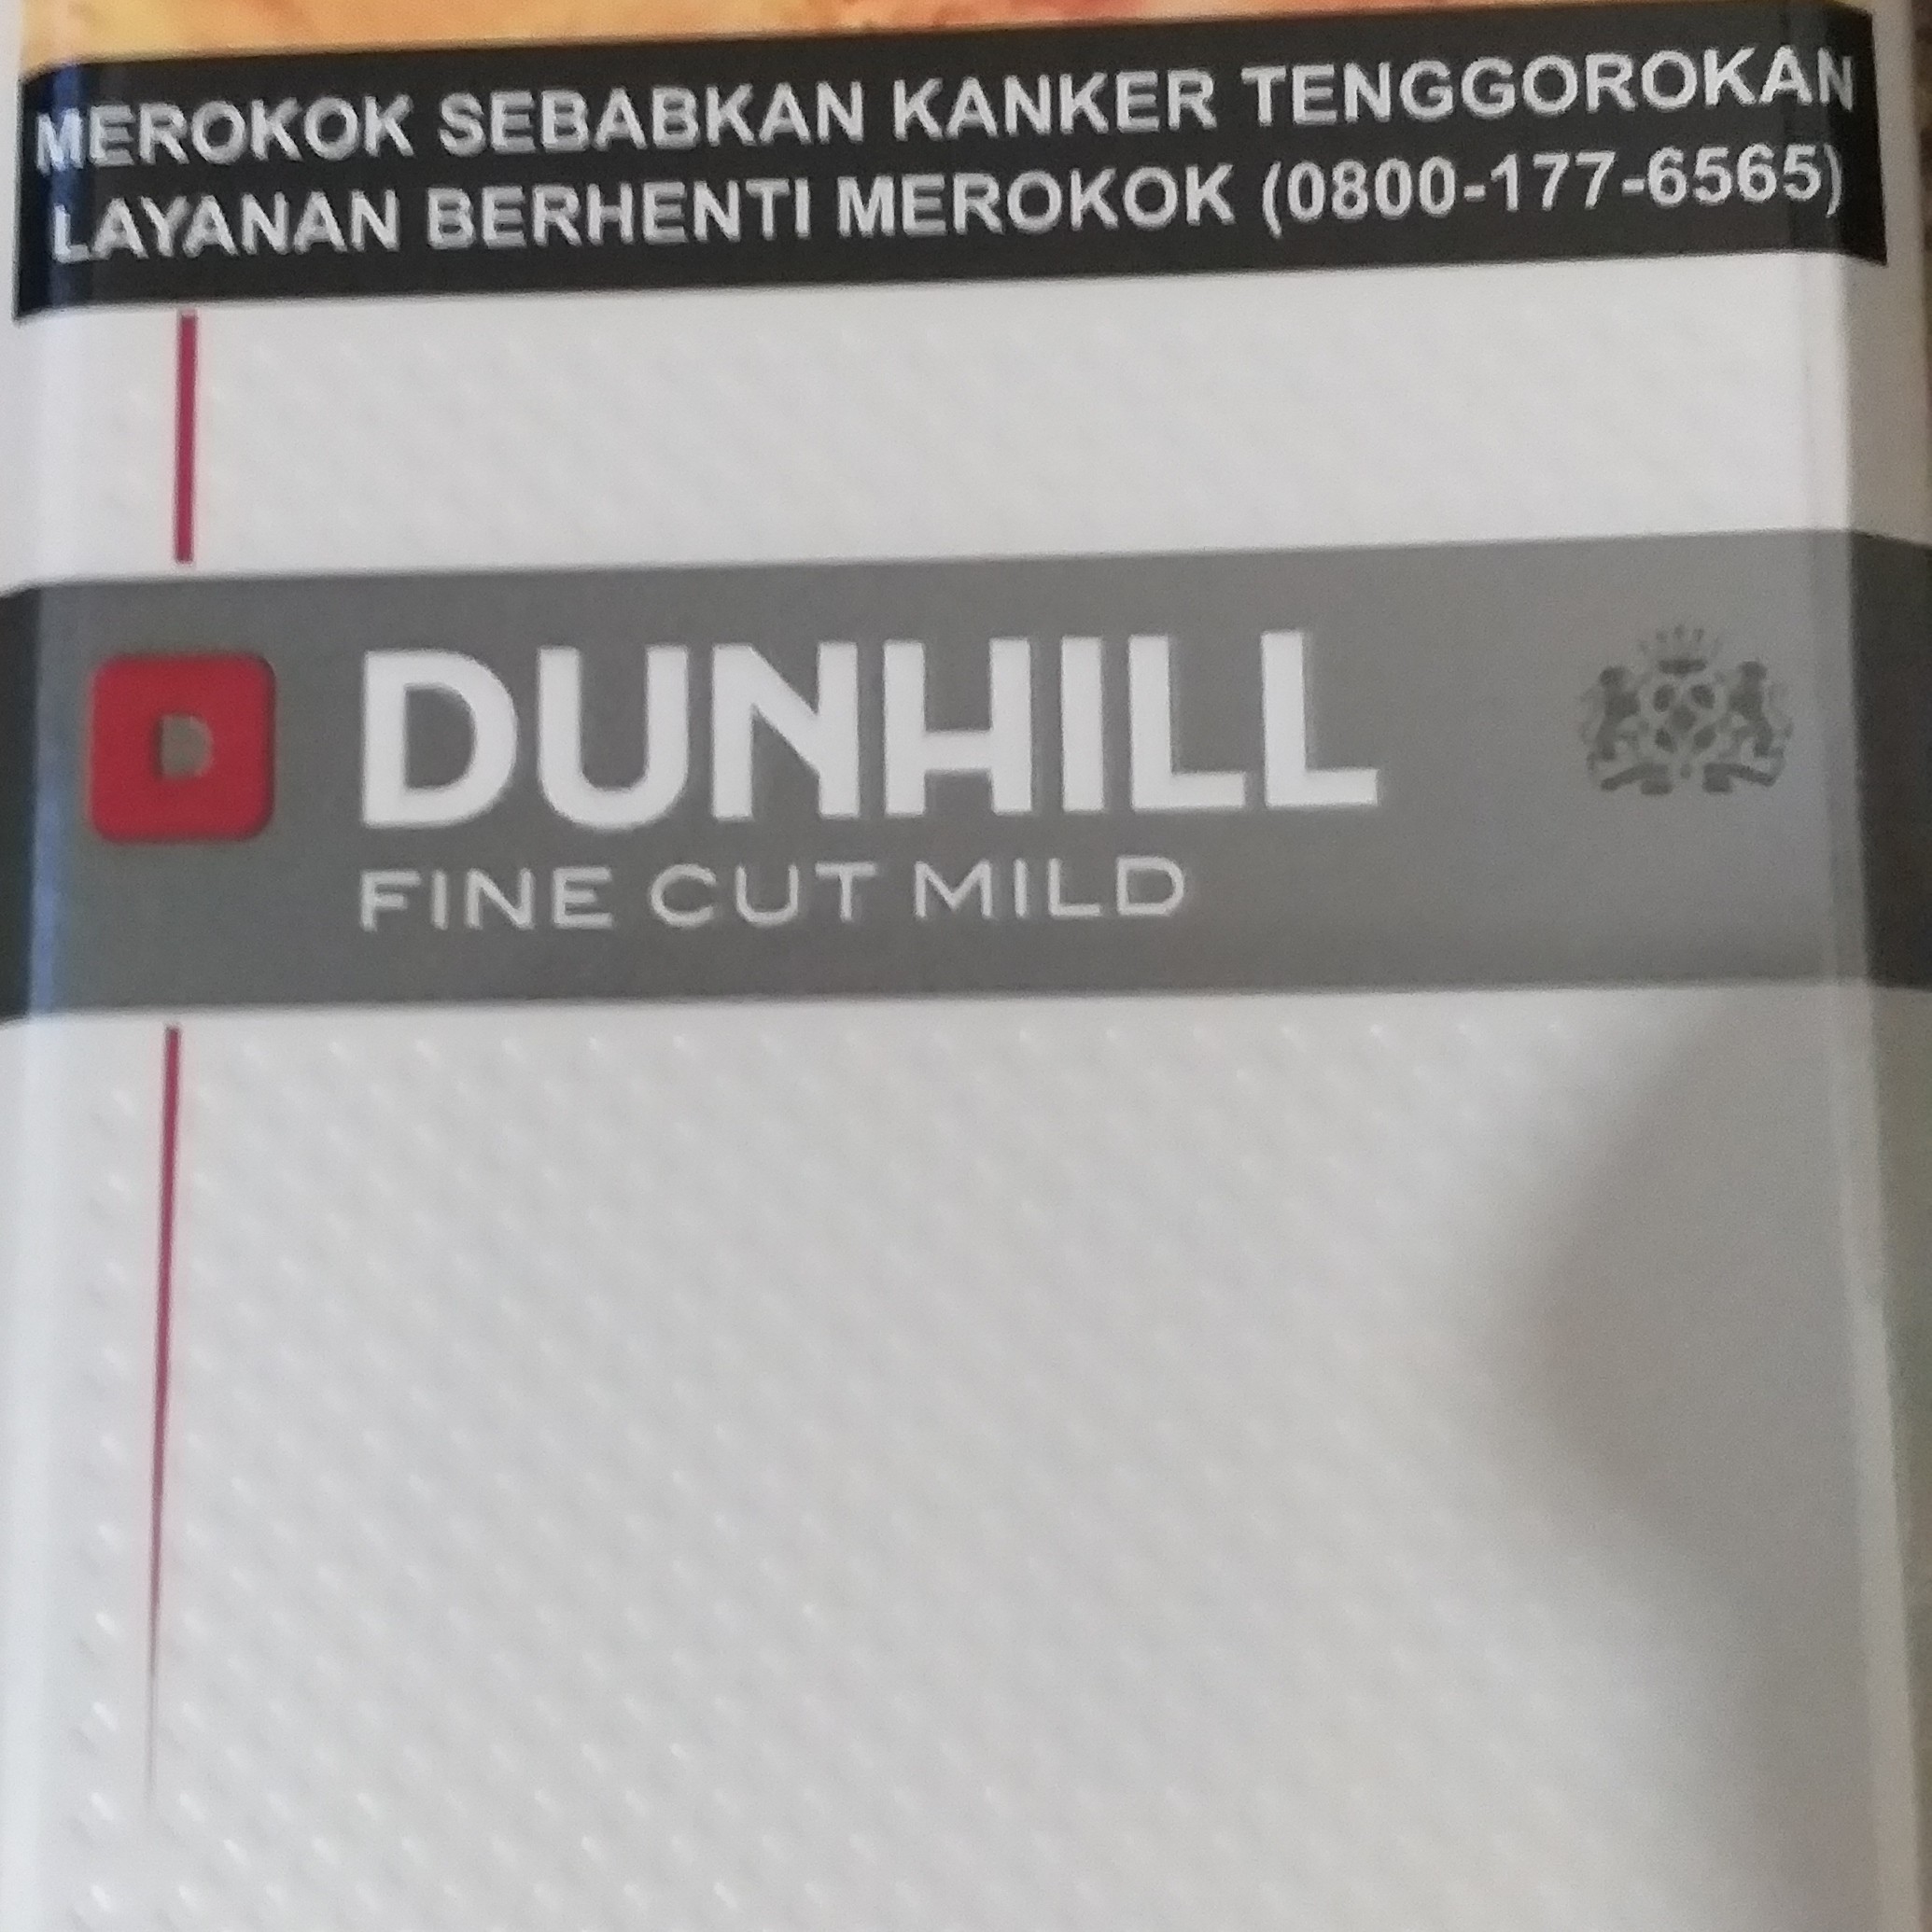 MEROKOK SEBABKAN KANKER TENGGOROKAN
LAYANAN BERHENTI MEROKOK (0800-177-6565)
D DUNHILL
FINE CUT MILD